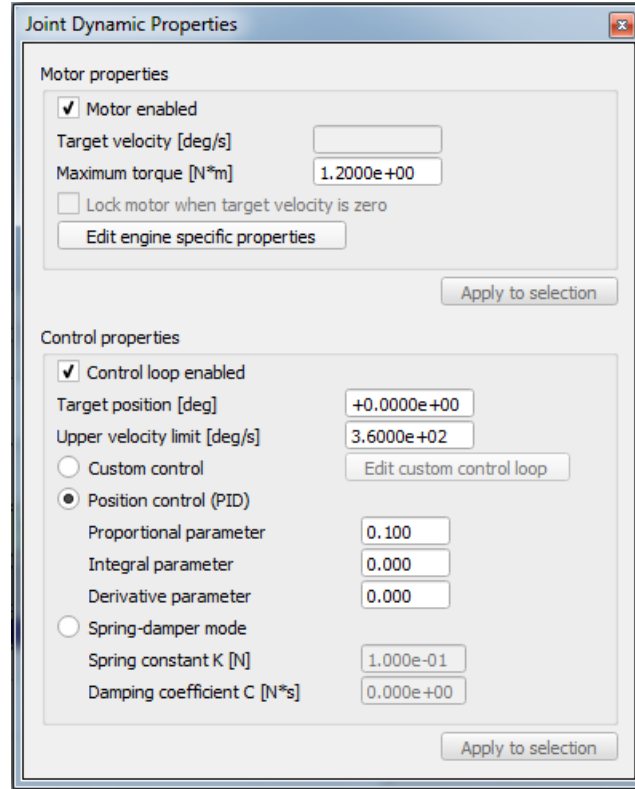 Joint Dynamic Properties
Motor properties
Motor enabled
Target velocity [deg/s]
Maximum torque [N*m] 1.2000e+00
Lock motor when target velocity is zero
Edit engine specific properties
Apply to selection
Control properties
Control loop enabled
Target position [deg] +0.0000e+00
Upper velocity limit [deg/s] 3.6000e+02
Custom control Edit custom control loop
Position control (PID)
Proportional parameter 0.100
Integral parameter 0.000
Derivative parameter 0.000
Spring-damper mode
Spring constant K [N] 1.000e-01
Damping coefficient C [N*s] 0.000e+00
Apply to selection